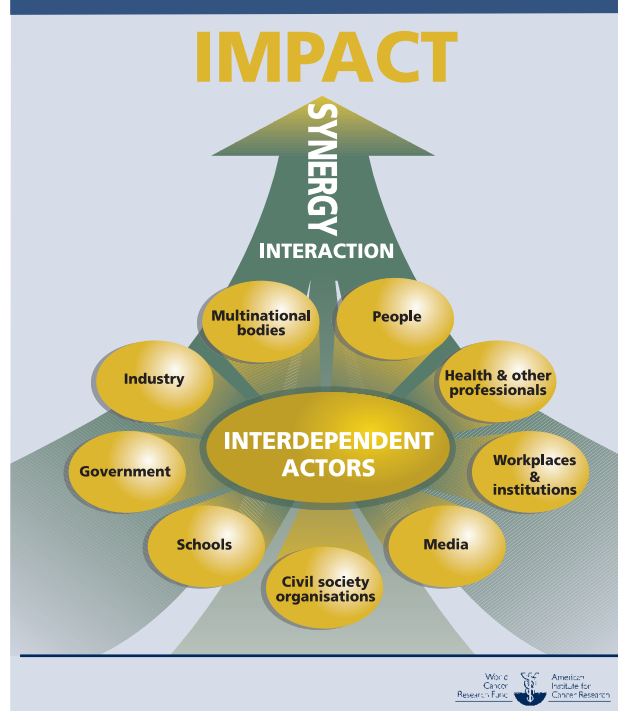 IMPACT
SYNERGY
INTERACTION
Multinational
bodies
People
Industry
Health & other
professionals
INTERDEPENDENT
ACTORS
Government
Workplaces
&
institutions
Schools
Media
Civil society
organisations
World
Cancer
Research Fund
American
Institute for
Cancer Research